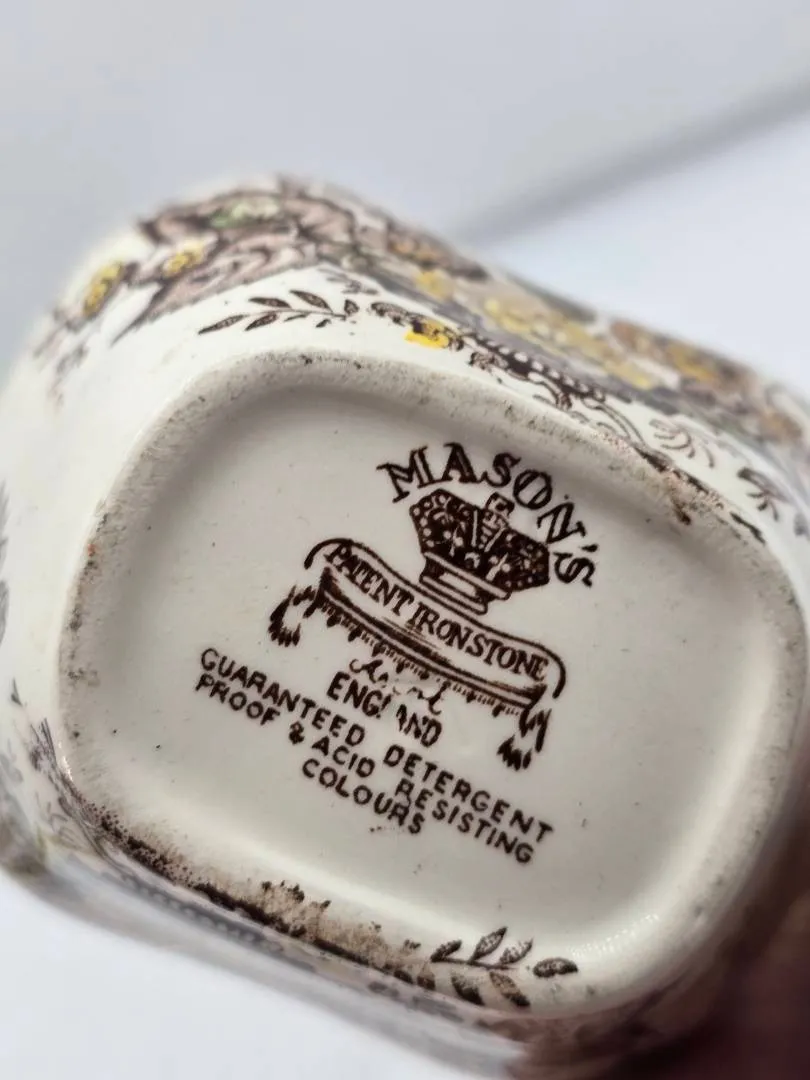 MASON'S
PATENT IRONSTONE
ENGLAND
GUARANTEED DETERGENT
PROOF & ACID RESISTING
COLOURS